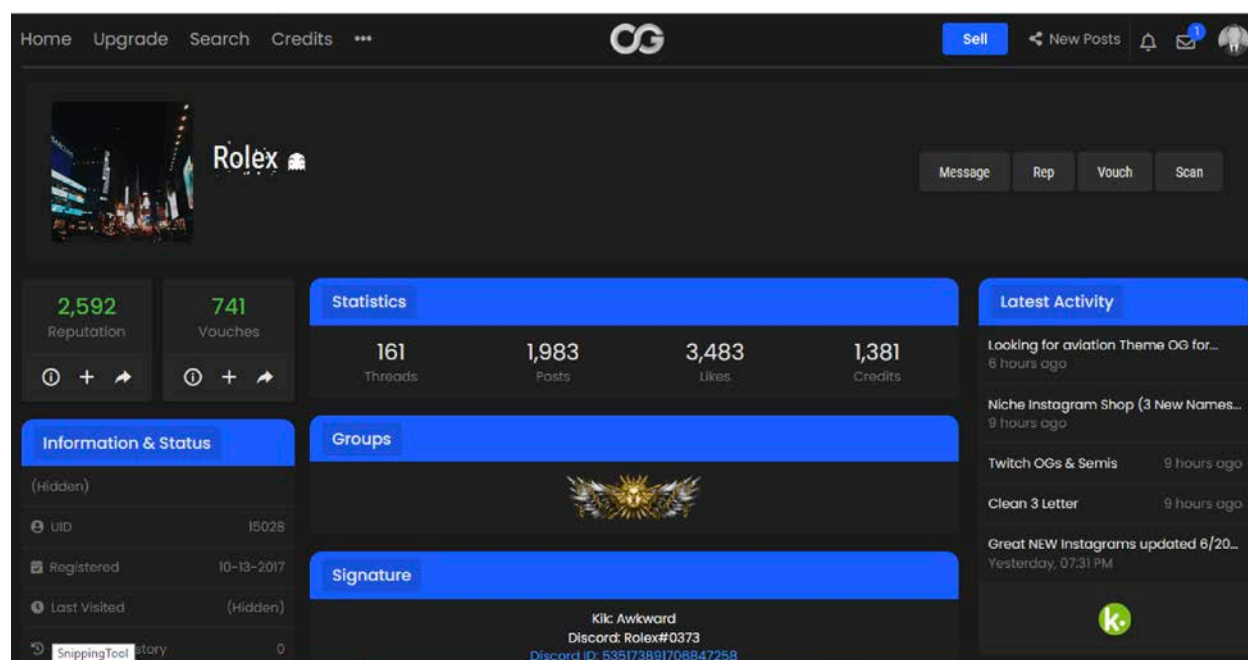 Home Upgrade Search Credits •••
OG
Sell
New Posts
1
Rolex
Message Rep Vouch Scan
2,592
Reputation
741
Vouches
Information & Status
(Hidden)
UID 15028
Registered 10-13-2017
Last Visited (Hidden)
story 0
SnippingTool
Statistics
161 1,983 3,483 1,381
Threads Posts Likes Credits
Groups
Signature
Kik: Awkward
Discord: Rolex#0373
Discord ID: 535173891706847258
Latest Activity
Looking for aviation Theme OG for...
6 hours ago
Niche Instagram Shop (3 New Names...
9 hours ago
Twitch OGs & Semis 9 hours ago
Clean 3 Letter 9 hours ago
Great NEW Instagrams updated 6/20...
Yesterday, 07:31 PM
k.